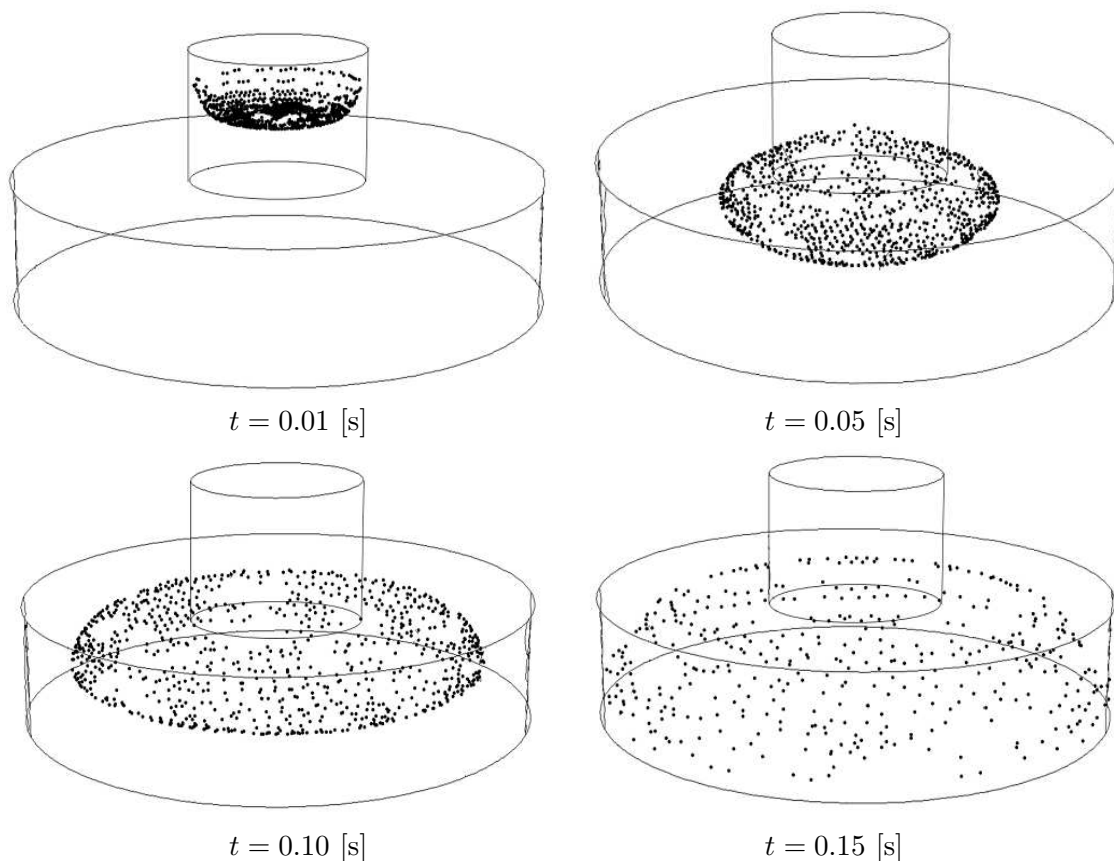 t = 0.01 [s]
t = 0.05 [s]
t = 0.10 [s]
t = 0.15 [s]